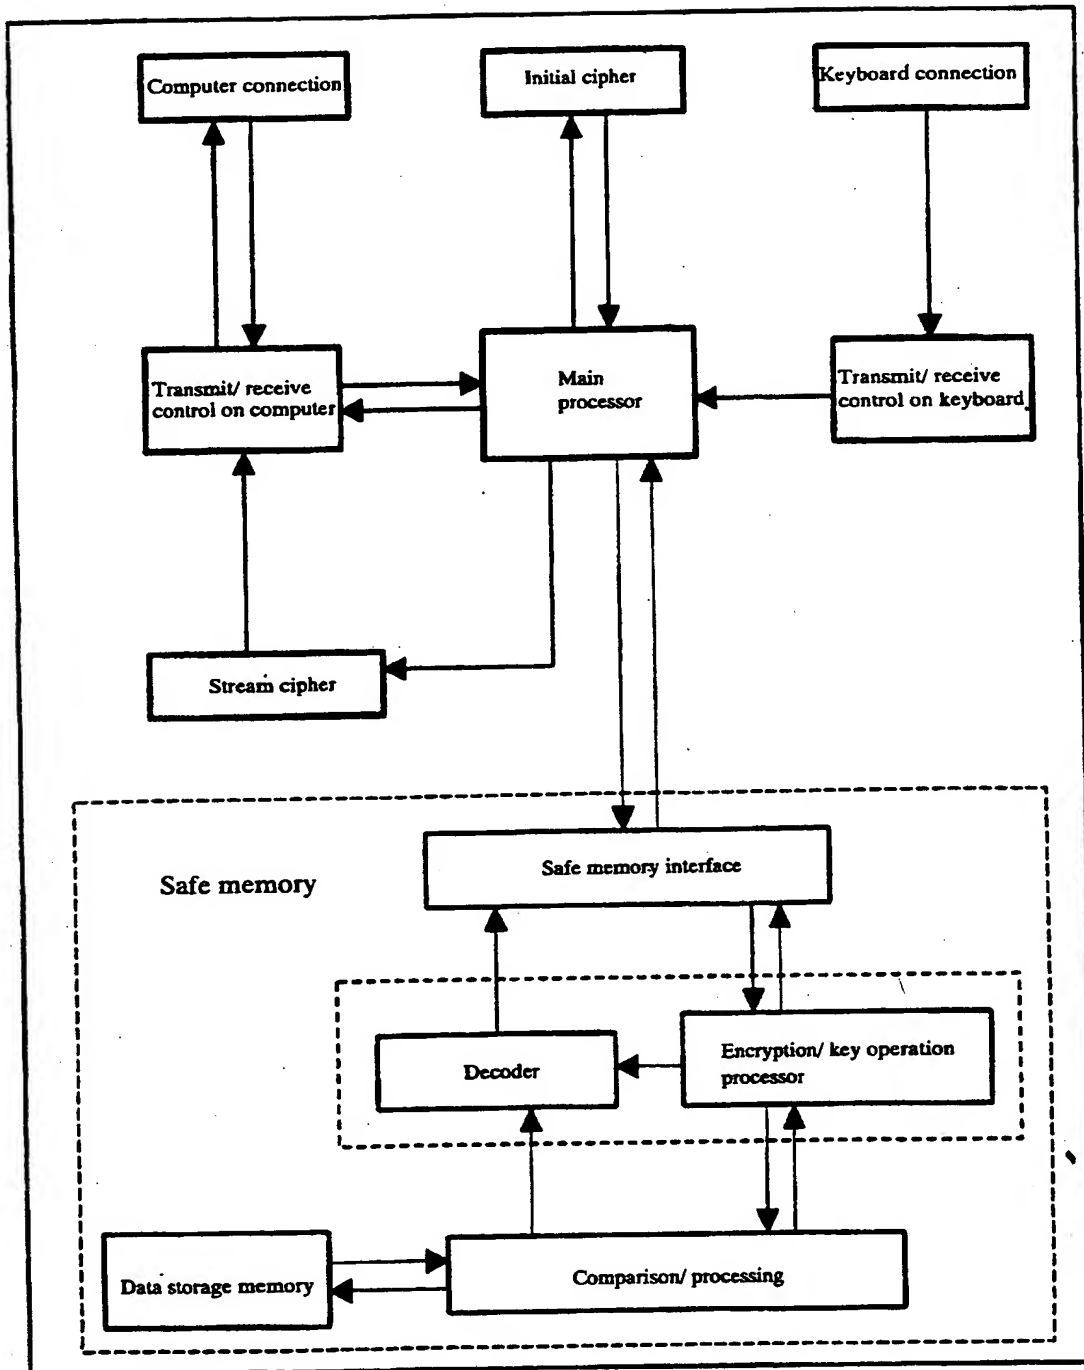 Computer connection
Initial cipher
Keyboard connection
Transmit/ receive
control on computer
Main
processor
Transmit/ receive
control on keyboard
Stream cipher
Safe memory
Safe memory interface
Decoder
Encryption/ key operation
processor
Data storage memory
Comparison/ processing